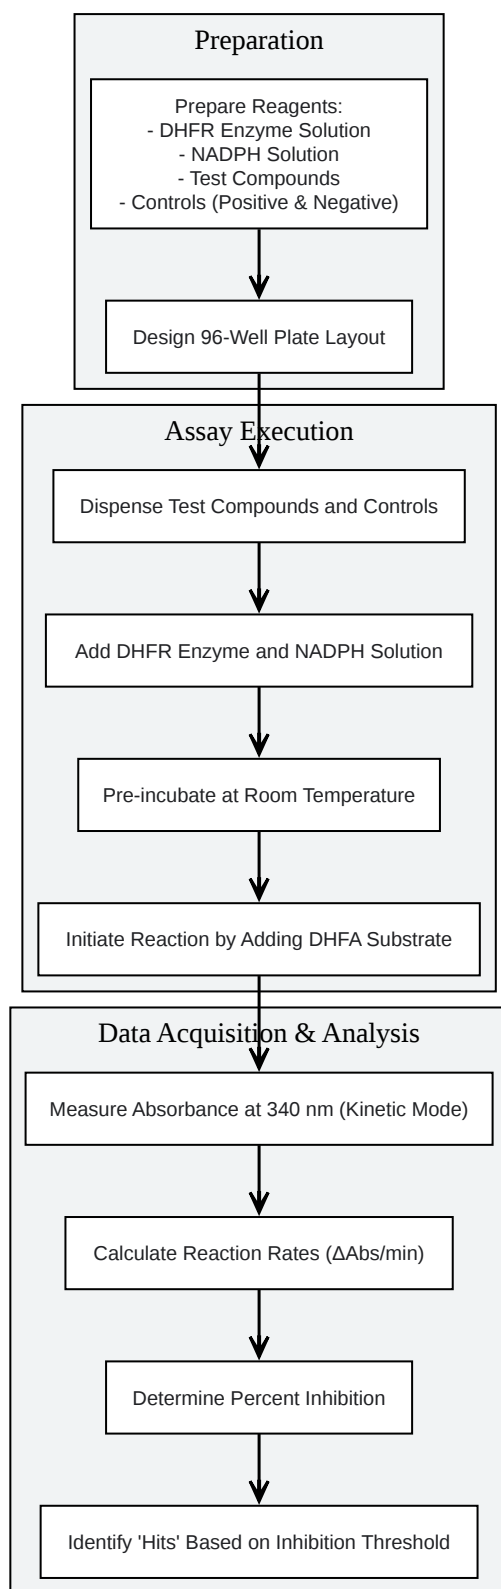 Preparation
Prepare Reagents:
- DHFR Enzyme Solution
- NADPH Solution
- Test Compounds
- Controls (Positive & Negative)
Design 96-Well Plate Layout
Assay Execution
Dispense Test Compounds and Controls
Add DHFR Enzyme and NADPH Solution
Pre-incubate at Room Temperature
Initiate Reaction by Adding DHFA Substrate
Data Acquisition & Analysis
Measure Absorbance at 340 nm (Kinetic Mode)
Calculate Reaction Rates (ΔAbs/min)
Determine Percent Inhibition
Identify 'Hits' Based on Inhibition Threshold